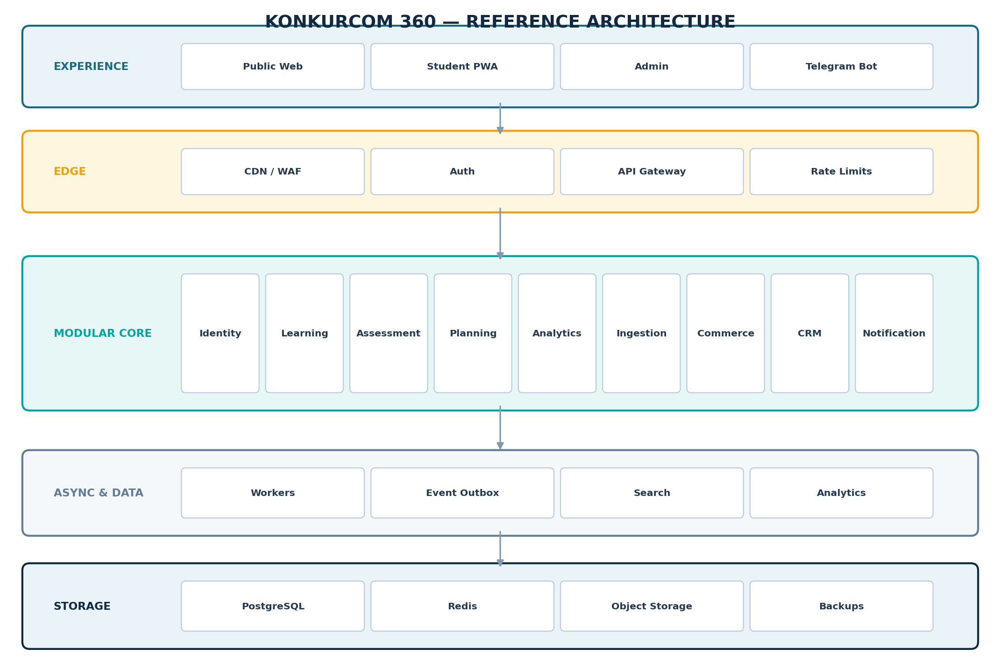 KONKURCOM 360 — REFERENCE ARCHITECTURE
EXPERIENCE
Public Web
Student PWA
Admin
Telegram Bot
EDGE
CDN / WAF
Auth
API Gateway
Rate Limits
MODULAR CORE
Identity
Learning
Assessment
Planning
Analytics
Ingestion
Commerce
CRM
Notification
ASYNC & DATA
Workers
Event Outbox
Search
Analytics
STORAGE
PostgreSQL
Redis
Object Storage
Backups